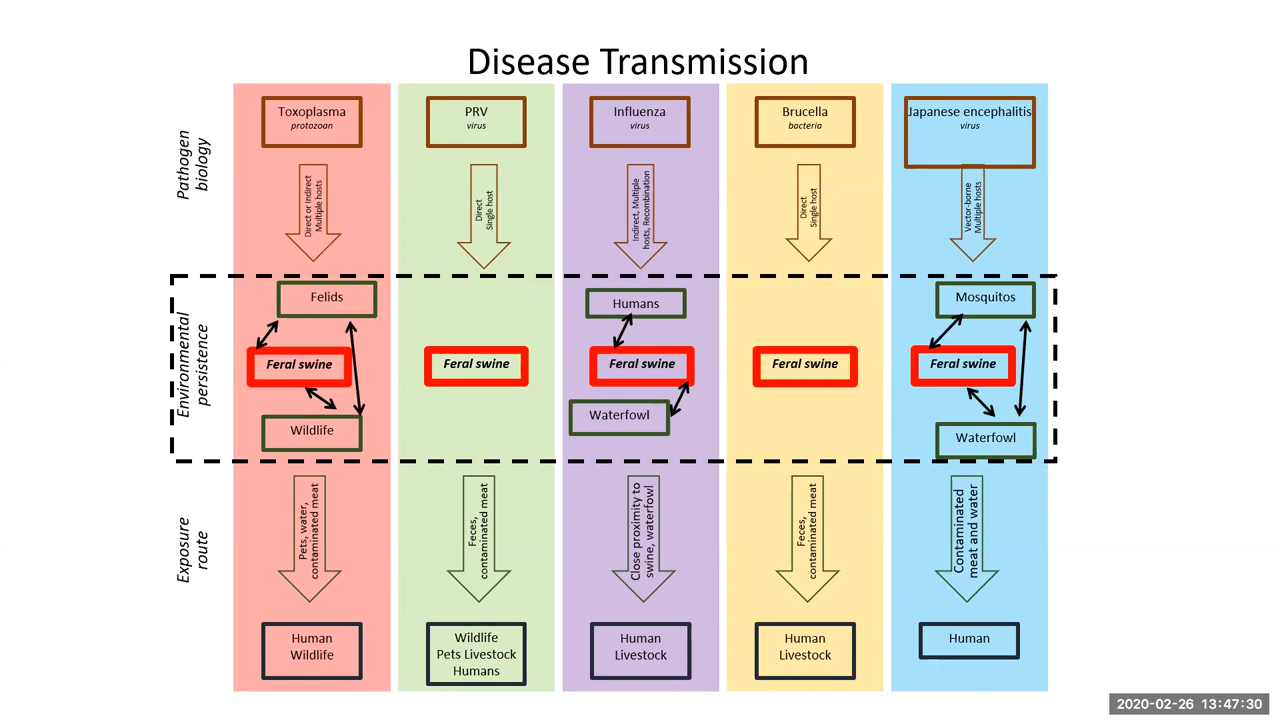 Disease Transmission
Pathogen
biology
Toxoplasma
protozoan
PRV
virus
Influenza
virus
Brucella
bacteria
Japanese encephalitis
virus
Direct or Indirect
Multiple hosts
Direct
Single host
Indirect, Multiple
hosts, Recombination
Direct
Single host
Vector-borne
Multiple hosts
Environmental
persistence
Felids
Feral swine
Wildlife
Feral swine
Humans
Feral swine
Waterfowl
Feral swine
Mosquitos
Feral swine
Waterfowl
Exposure
route
Pets, water,
contaminated meat
Feces,
contaminated meat
Close proximity to
swine, waterfowl
Feces,
contaminated meat
Contaminated
meat and water
Human
Wildlife
Wildlife
Pets Livestock
Humans
Human
Livestock
Human
Livestock
Human
2020-02-26 13:47:30